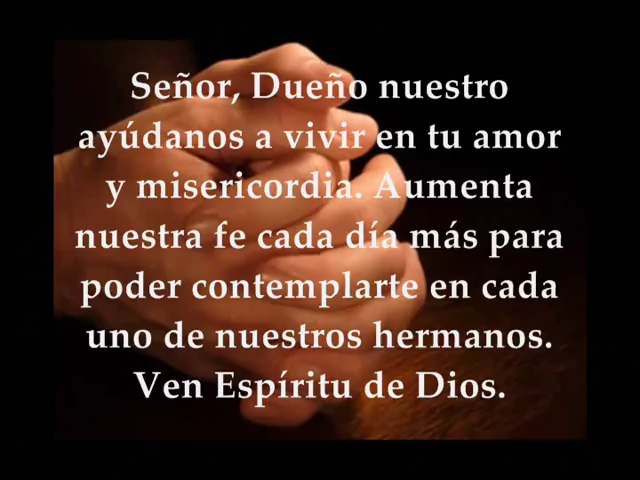 Señor, Dueño nuestro
ayúdanos a vivir en tu amor
y misericordia. Aumenta
nuestra fe cada día más para
poder contemplarte en cada
uno de nuestros hermanos.
Ven Espíritu de Dios.